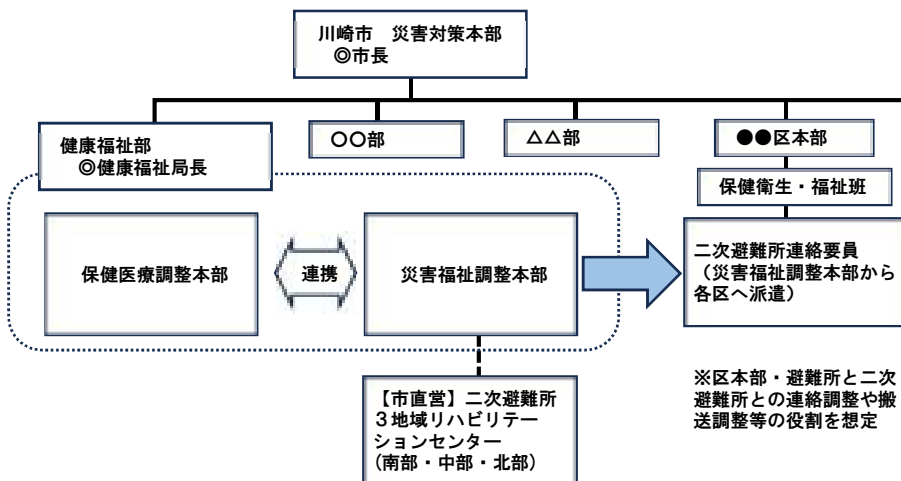 川崎市　災害対策本部
◎市長
健康福祉部
◎健康福祉局長
〇〇部
△△部
●●区本部
保健衛生・福祉班
保健医療調整本部
連携
災害福祉調整本部
二次避難所連絡要員
（災害福祉調整本部から
各区へ派遣）
【市直営】二次避難所
３地域リハビリテー
ションセンター
(南部・中部・北部）
※区本部・避難所と二次
避難所との連絡調整や搬
送調整等の役割を想定